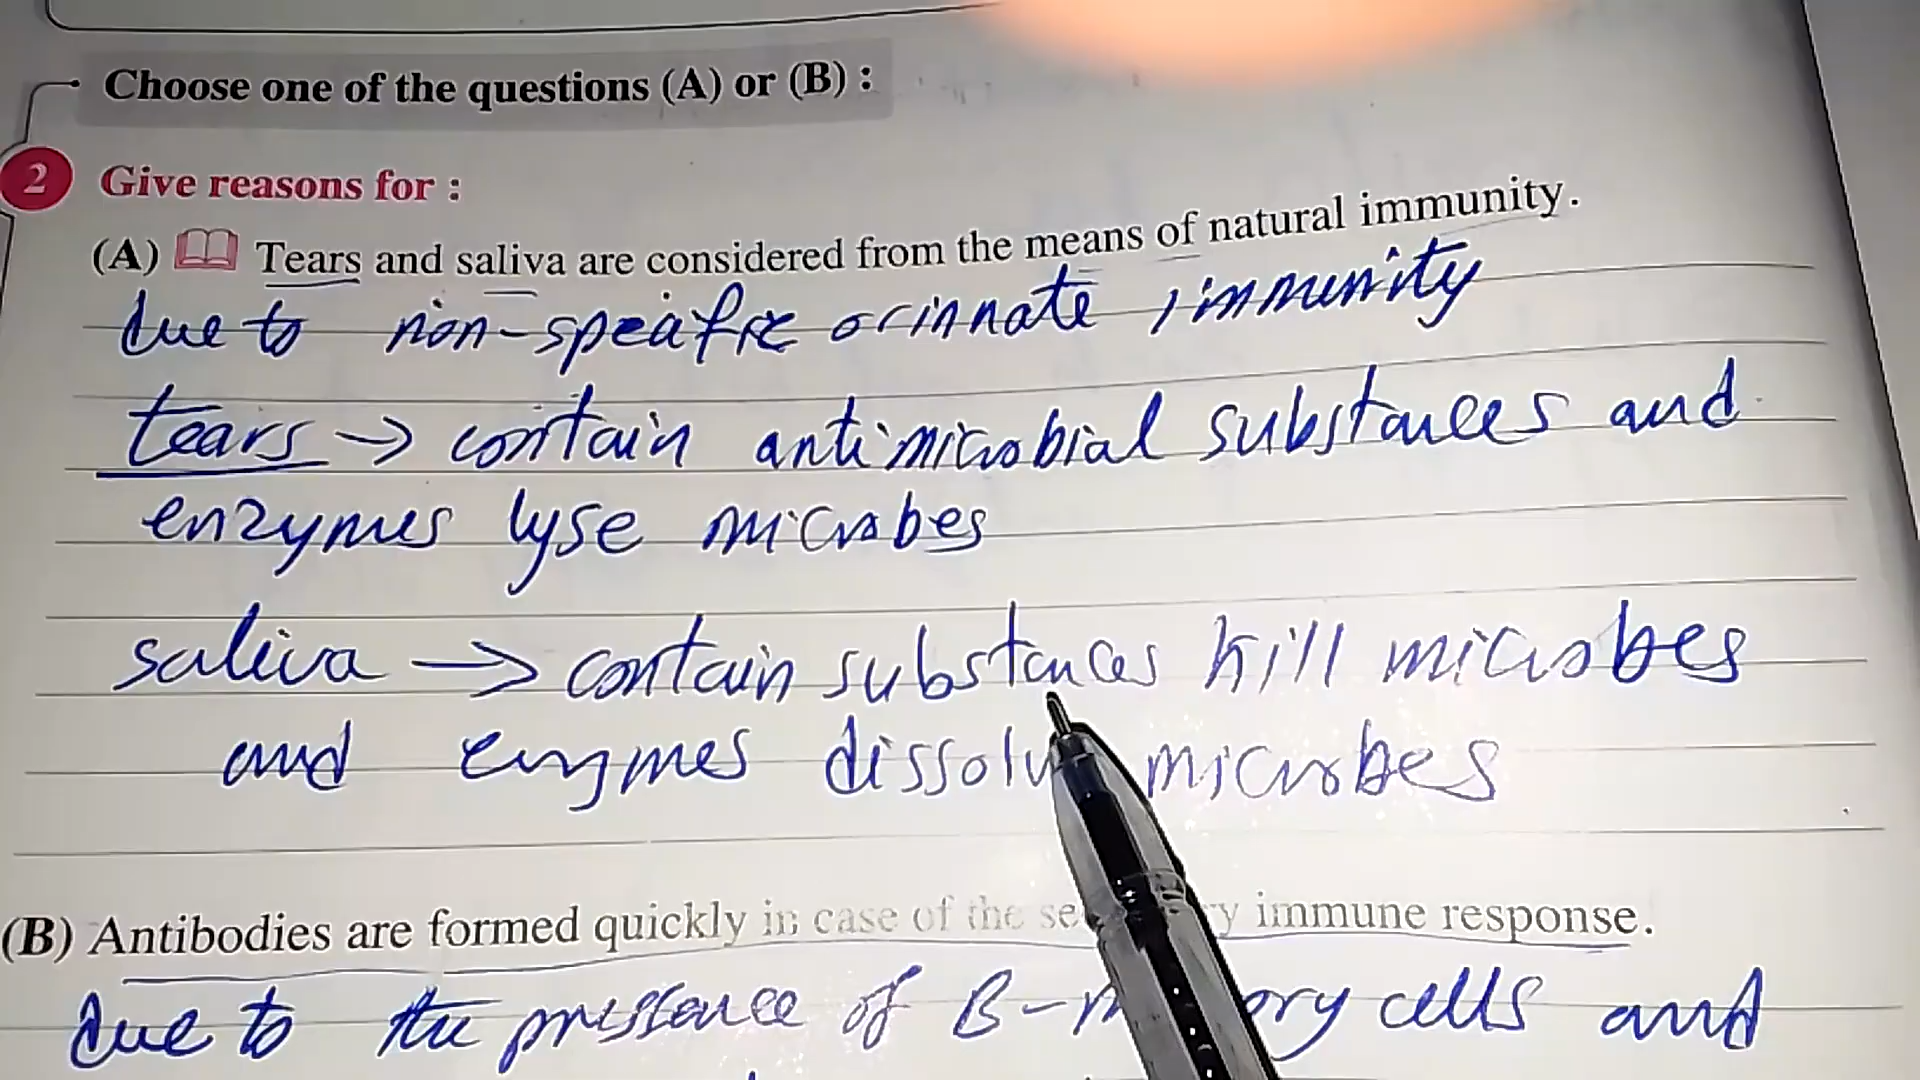 Choose one of the questions (A) or (B) :
2 Give reasons for :
(A) Tears and saliva are considered from the means of natural immunity.
due to non-specific or innate immunity
tears → contain antimicrobial substances and
enzymes lyse microbes
saliva → contain substances kill microbes
and enzymes dissolv microbes
(B) Antibodies are formed quickly in case of the immune response.
due to the pressence of B- cells and